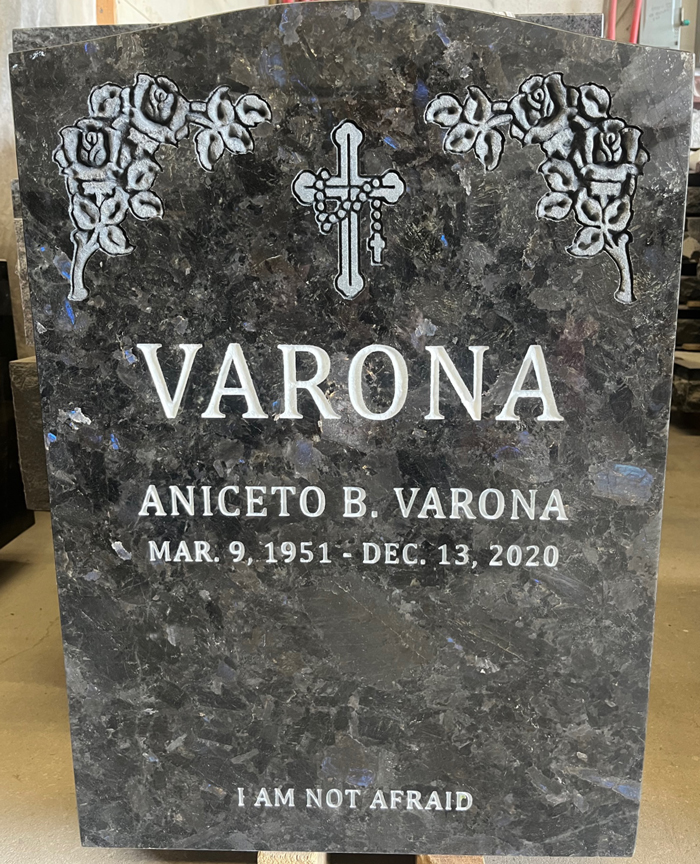 VARONA
ANICETO B. VARONA
MAR. 9, 1951 - DEC. 13, 2020
I AM NOT AFRAID